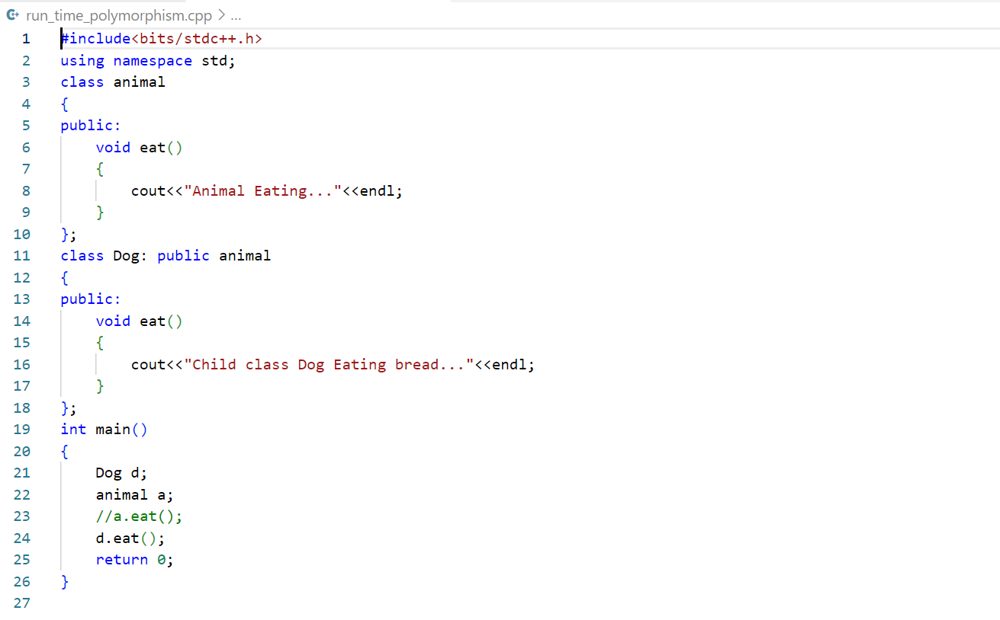 run_time_polymorphism.cpp > ...
1 #include<bits/stdc++.h>
2 using namespace std;
3 class animal
4 {
5 public:
6     void eat()
7     {
8         cout<<"Animal Eating..."<<endl;
9     }
10 };
11 class Dog: public animal
12 {
13 public:
14     void eat()
15     {
16         cout<<"Child class Dog Eating bread..."<<endl;
17     }
18 };
19 int main()
20 {
21     Dog d;
22     animal a;
23     //a.eat();
24     d.eat();
25     return 0;
26 }
27